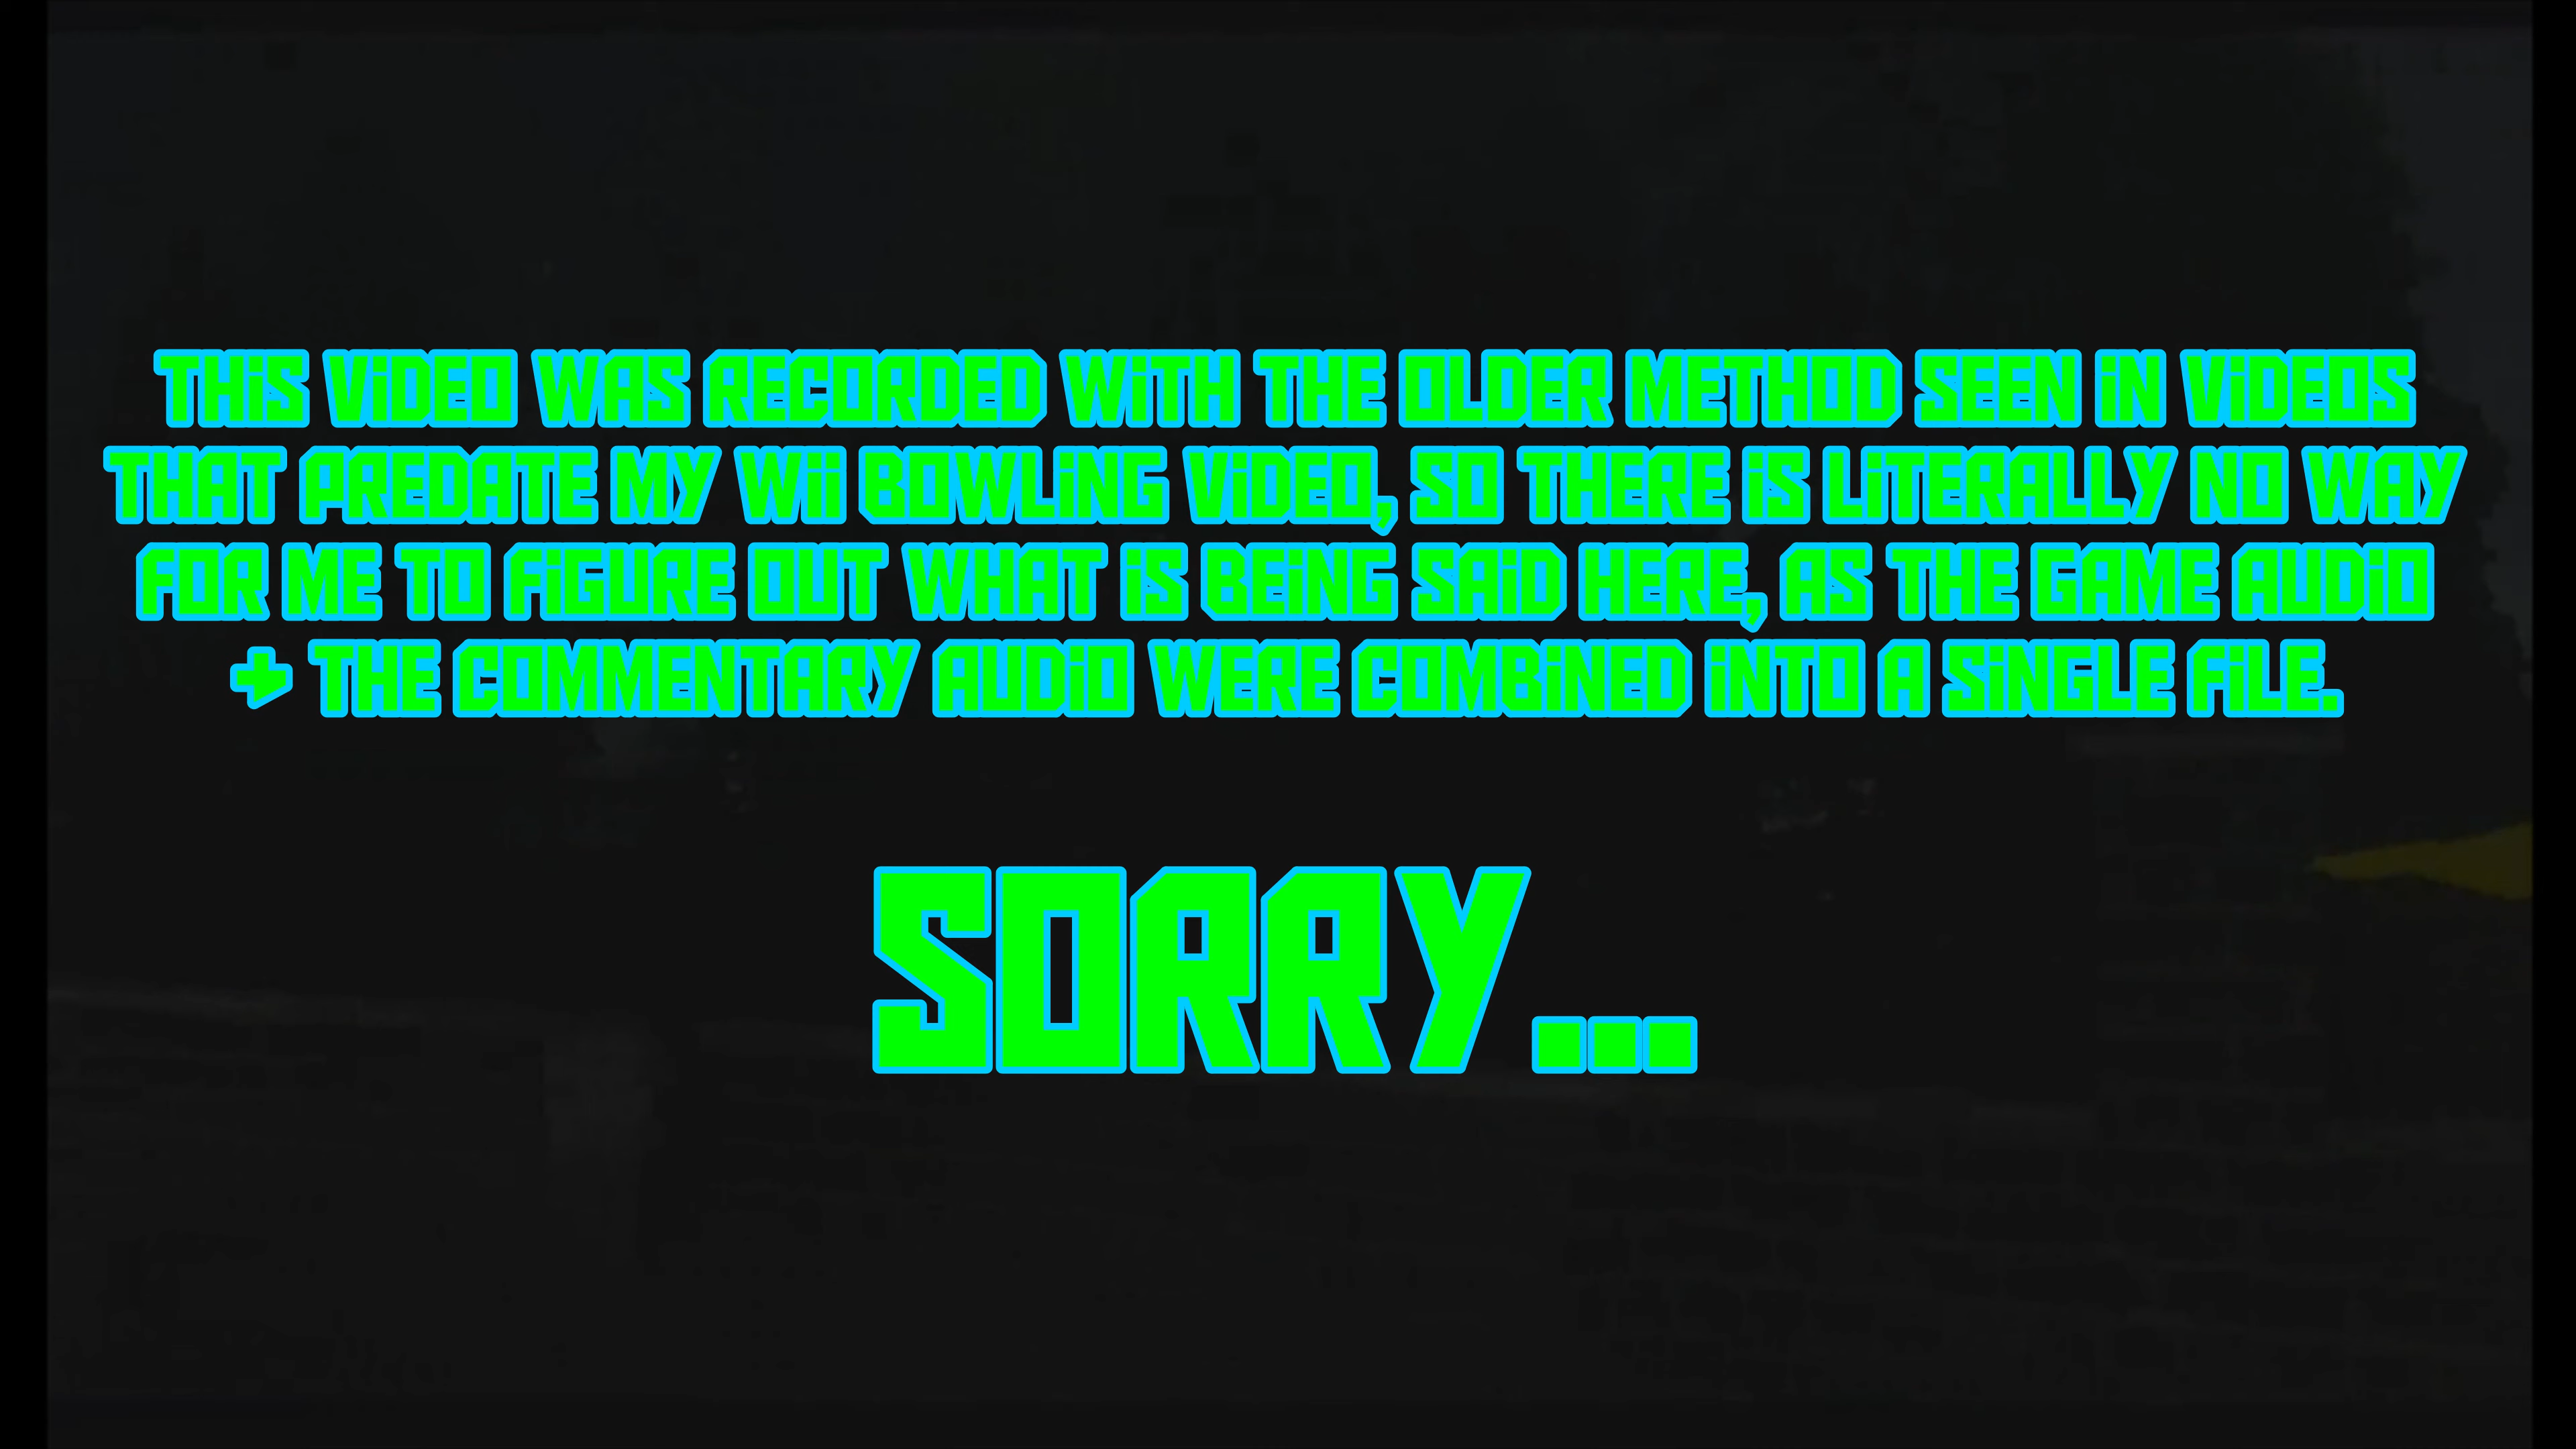 THiS ViDEO WAS RECORDED WiTH THE OLDER METHOD SEEN iN ViDEOS
THAT PREDATE MY Wii BOWLiNG ViDEO, SO THERE iS LiTERALLY NO WAY
FOR ME TO FiGURE OUT WHAT iS BEiNG SAiD HERE, AS THE GAME AUDiO
+ THE COMMENTARY AUDiO WERE COMBiNED iNTO A SiNGLE FiLE.
SORRY...